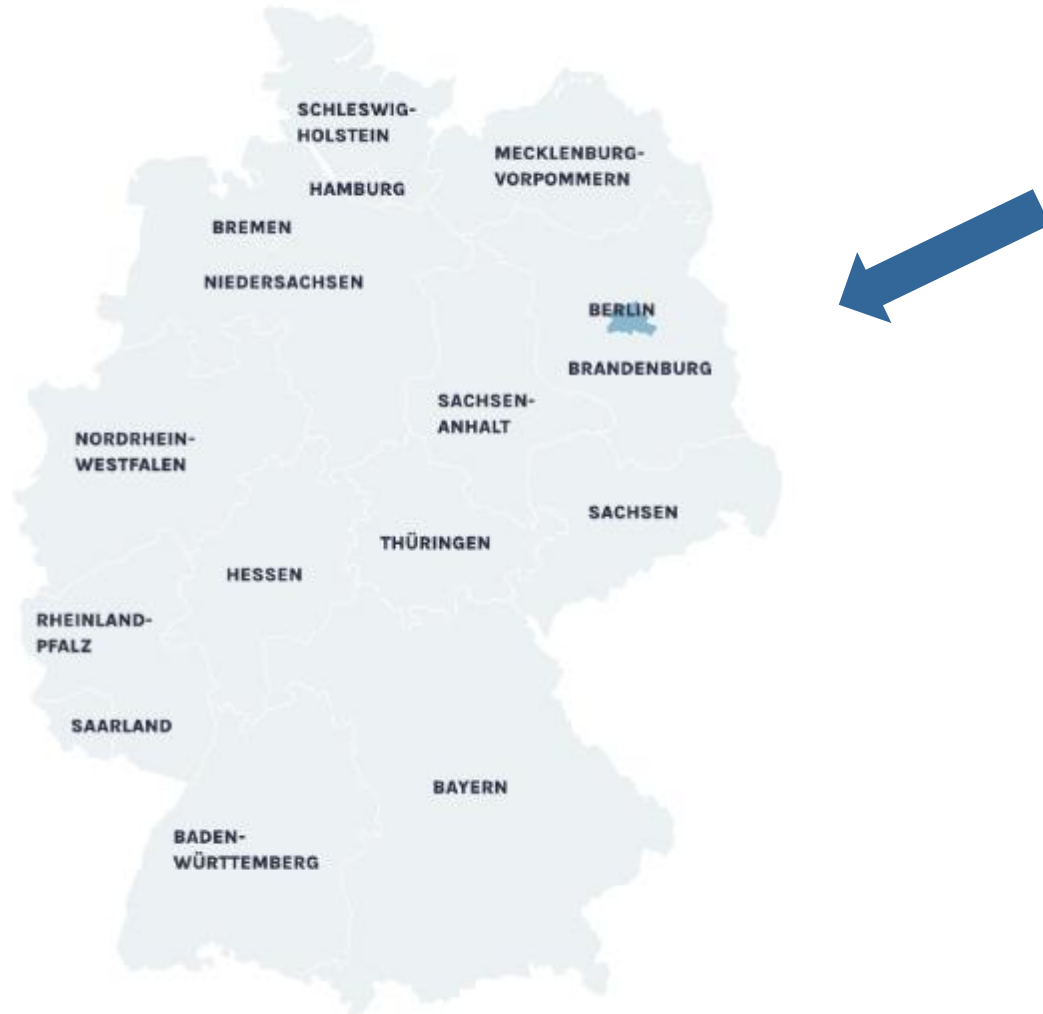 SCHLESWIG-
HOLSTEIN
MECKLENBURG-
VORPOMMERN
HAMBURG
BREMEN
NIEDERSACHSEN
BERLIN
BRANDENBURG
SACHSEN-
ANHALT
NORDRHEIN-
WESTFALEN
SACHSEN
THÜRINGEN
HESSEN
RHEINLAND-
PFALZ
SAARLAND
BAYERN
BADEN-
WÜRTTEMBERG